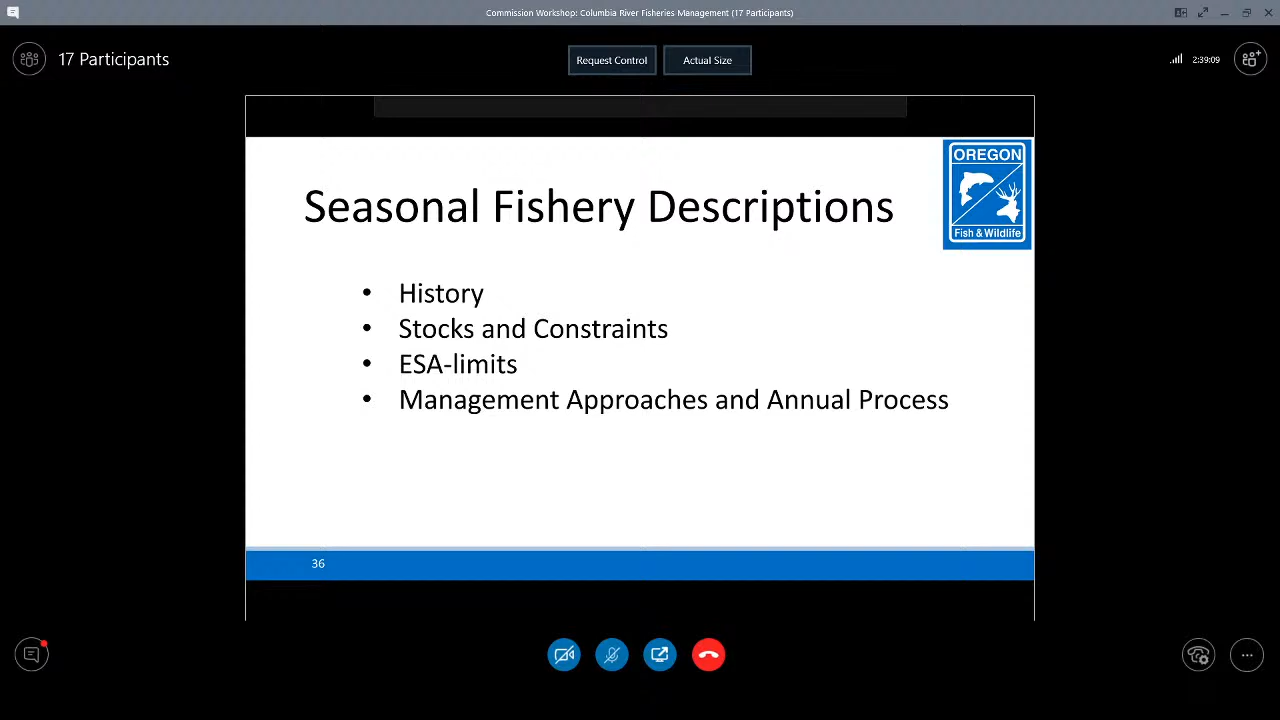 Commission Workshop: Columbia River Fisheries Management (17 Participants)
17 Participants
Request Control
Actual Size
2:39:09
OREGON
Fish & Wildlife
Seasonal Fishery Descriptions
• History
• Stocks and Constraints
• ESA-limits
• Management Approaches and Annual Process
36